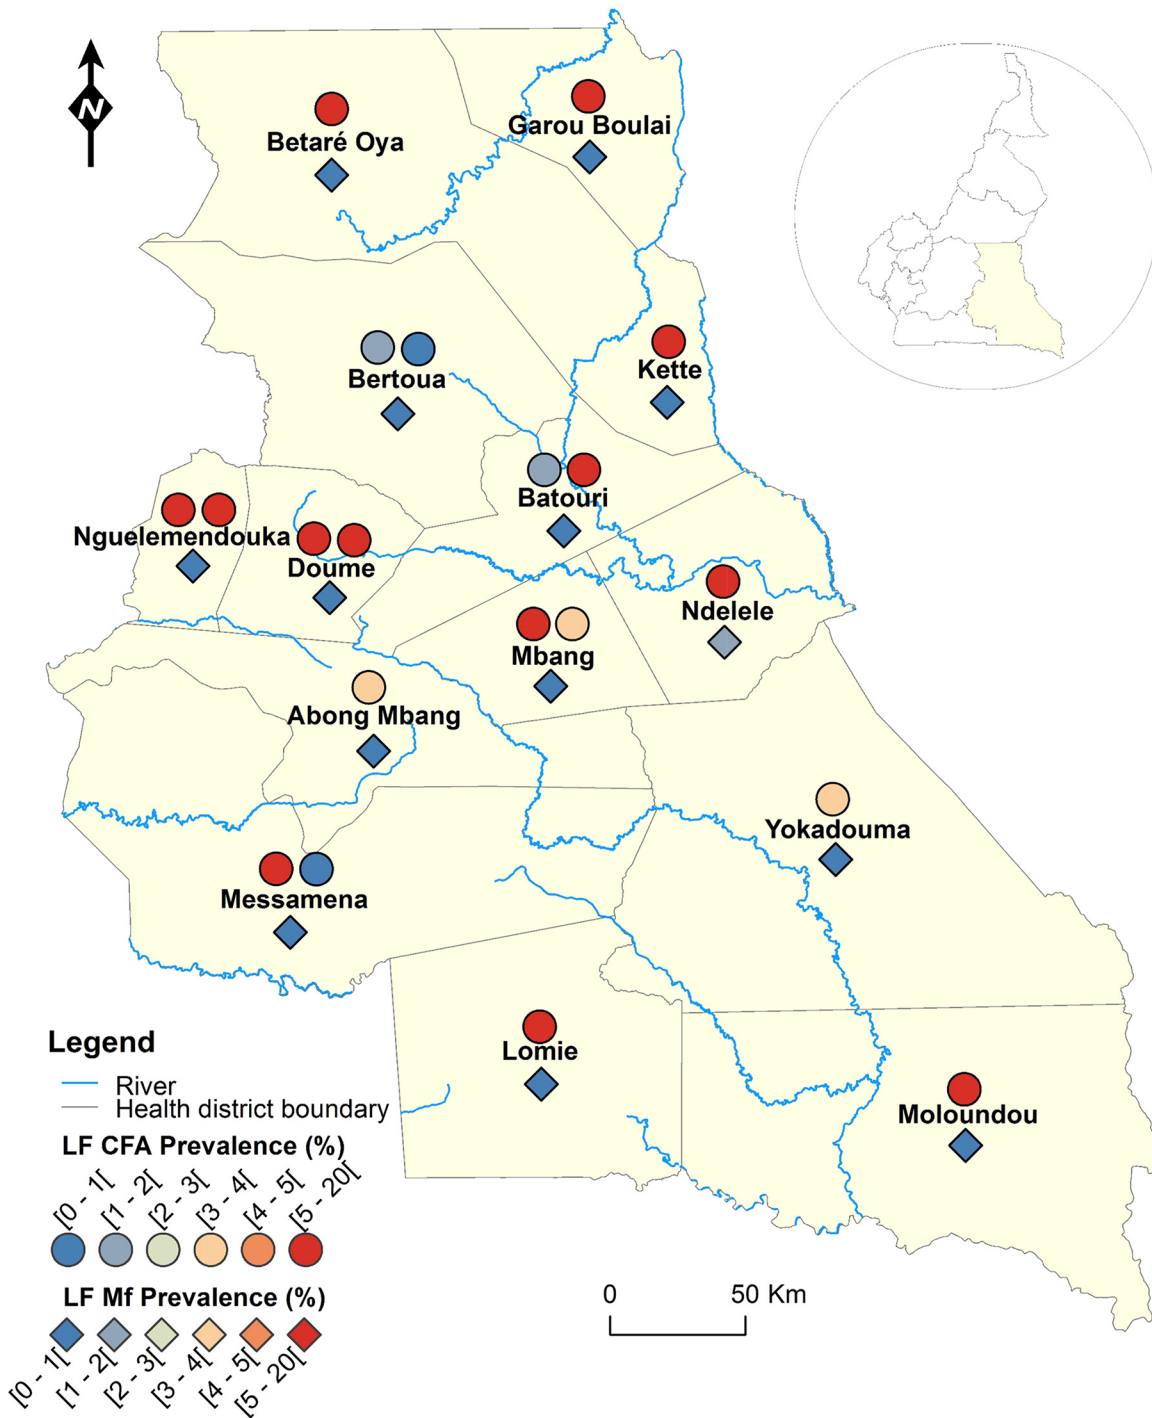 N
Betaré Oya
Garou Boulai
Bertoua
Kette
Batouri
Nguelemendouka
Doume
Ndelele
Mbang
Abong Mbang
Yokadouma
Messamena
Lomie
Moloundou
Legend
River
Health district boundary
LF CFA Prevalence (%)
[0 - 1[
[1 - 2[
[2 - 3[
[3 - 4[
[4 - 5[
[5 - 20[
LF Mf Prevalence (%)
[0 - 1[
[1 - 2[
[2 - 3[
[3 - 4[
[4 - 5[
[5 - 20[
0 50 Km